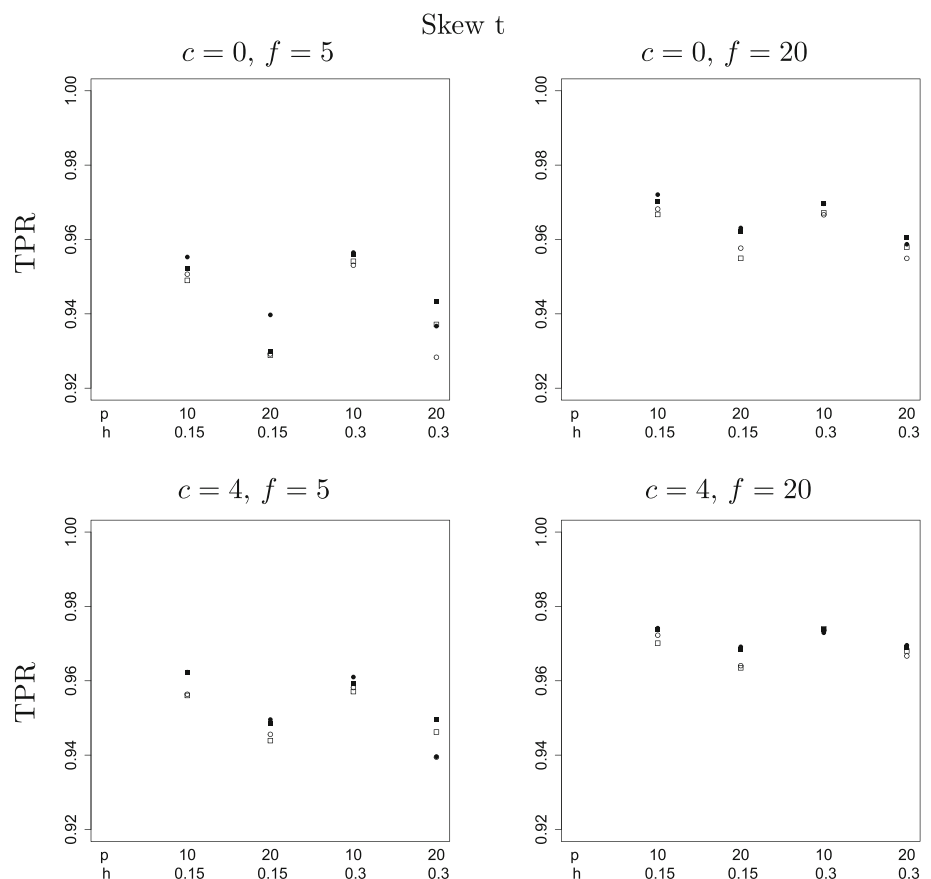 Skew t
c = 0, f = 5
c = 0, f = 20
TPR
1.00
0.98
0.96
0.94
0.92
p 10 20 10 20
h 0.15 0.15 0.3 0.3
1.00
0.98
0.96
0.94
0.92
p 10 20 10 20
h 0.15 0.15 0.3 0.3
c = 4, f = 5
c = 4, f = 20
TPR
1.00
0.98
0.96
0.94
0.92
p 10 20 10 20
h 0.15 0.15 0.3 0.3
1.00
0.98
0.96
0.94
0.92
p 10 20 10 20
h 0.15 0.15 0.3 0.3